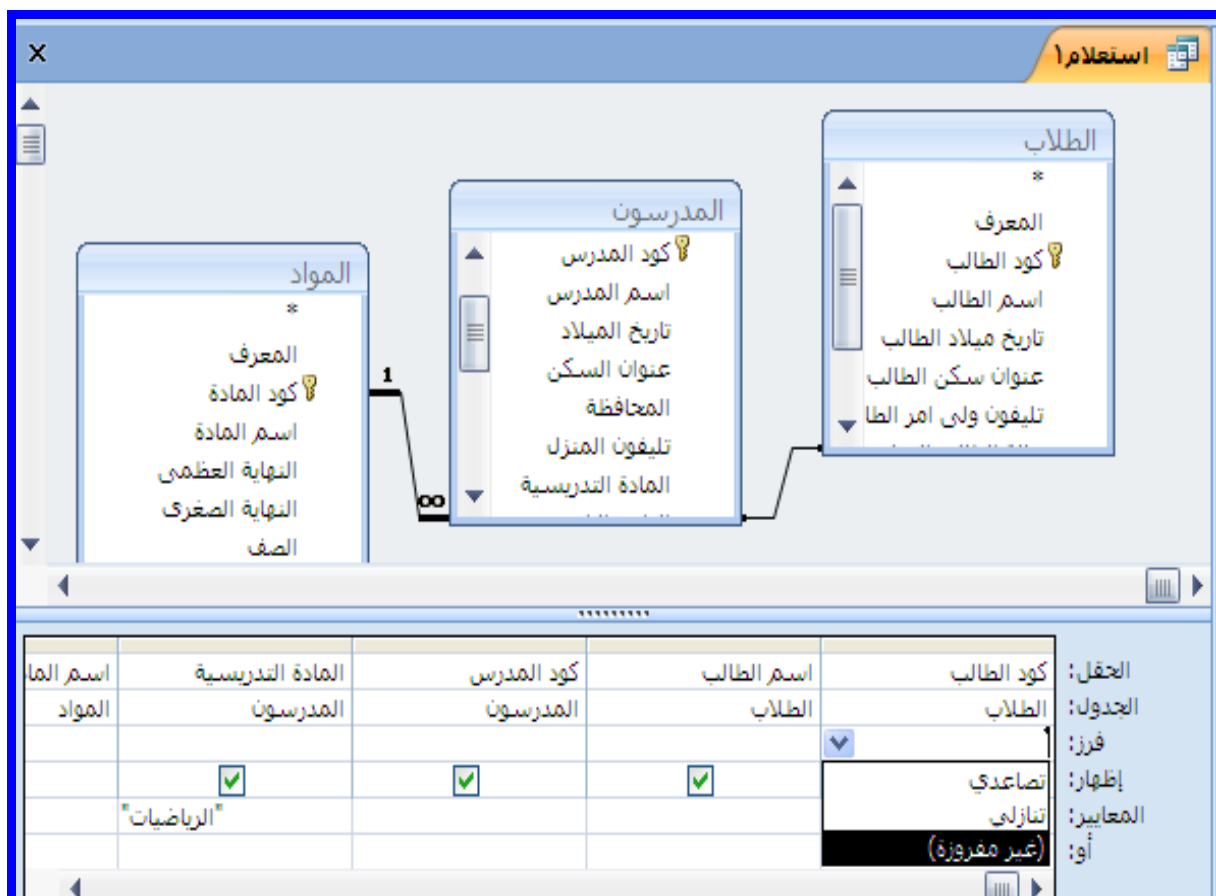 استعلام١
الطلاب
*
المعرف
كود الطالب
اسم الطالب
تاريخ ميلاد الطالب
عنوان سكن الطالب
تليفون ولى امر الطا
المدرسون
كود المدرس
اسم المدرس
تاريخ الميلاد
عنوان السكن
المحافظة
تليفون المنزل
المادة التدريسية
المواد
*
المعرف
كود المادة
اسم المادة
النهاية العظمى
النهاية الصغرى
الصف
1
∞
الحقل: كود الطالب اسم الطالب كود المدرس المادة التدريسية اسم الما
الجدول: الطلاب الطلاب المدرسون المدرسون المواد
فرز:
إظهار: تصاعدي
المعايير: تنازلي "الرياضيات"
أو: (غير مفروزة)